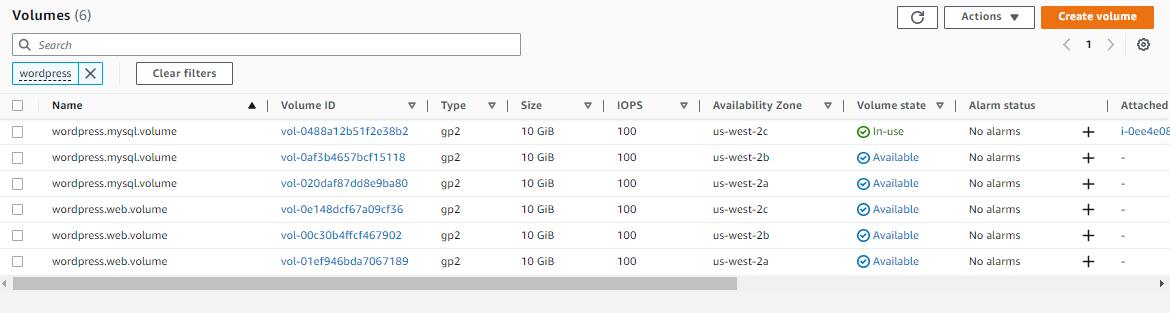 Volumes (6)
Actions
Create volume
Search
1
wordpress
Clear filters
Name Volume ID Type Size IOPS Availability Zone Volume state Alarm status Attached
wordpress.mysql.volume vol-0488a12b51f2e38b2 gp2 10 GiB 100 us-west-2c In-use No alarms + i-0ee4e08
wordpress.mysql.volume vol-0af3b4657bcf15118 gp2 10 GiB 100 us-west-2b Available No alarms + -
wordpress.mysql.volume vol-020daf87dd8e9ba80 gp2 10 GiB 100 us-west-2a Available No alarms + -
wordpress.web.volume vol-0e148dcf67a09cf36 gp2 10 GiB 100 us-west-2c Available No alarms + -
wordpress.web.volume vol-00c30b4ffcf467902 gp2 10 GiB 100 us-west-2b Available No alarms + -
wordpress.web.volume vol-01ef946bda7067189 gp2 10 GiB 100 us-west-2a Available No alarms + -